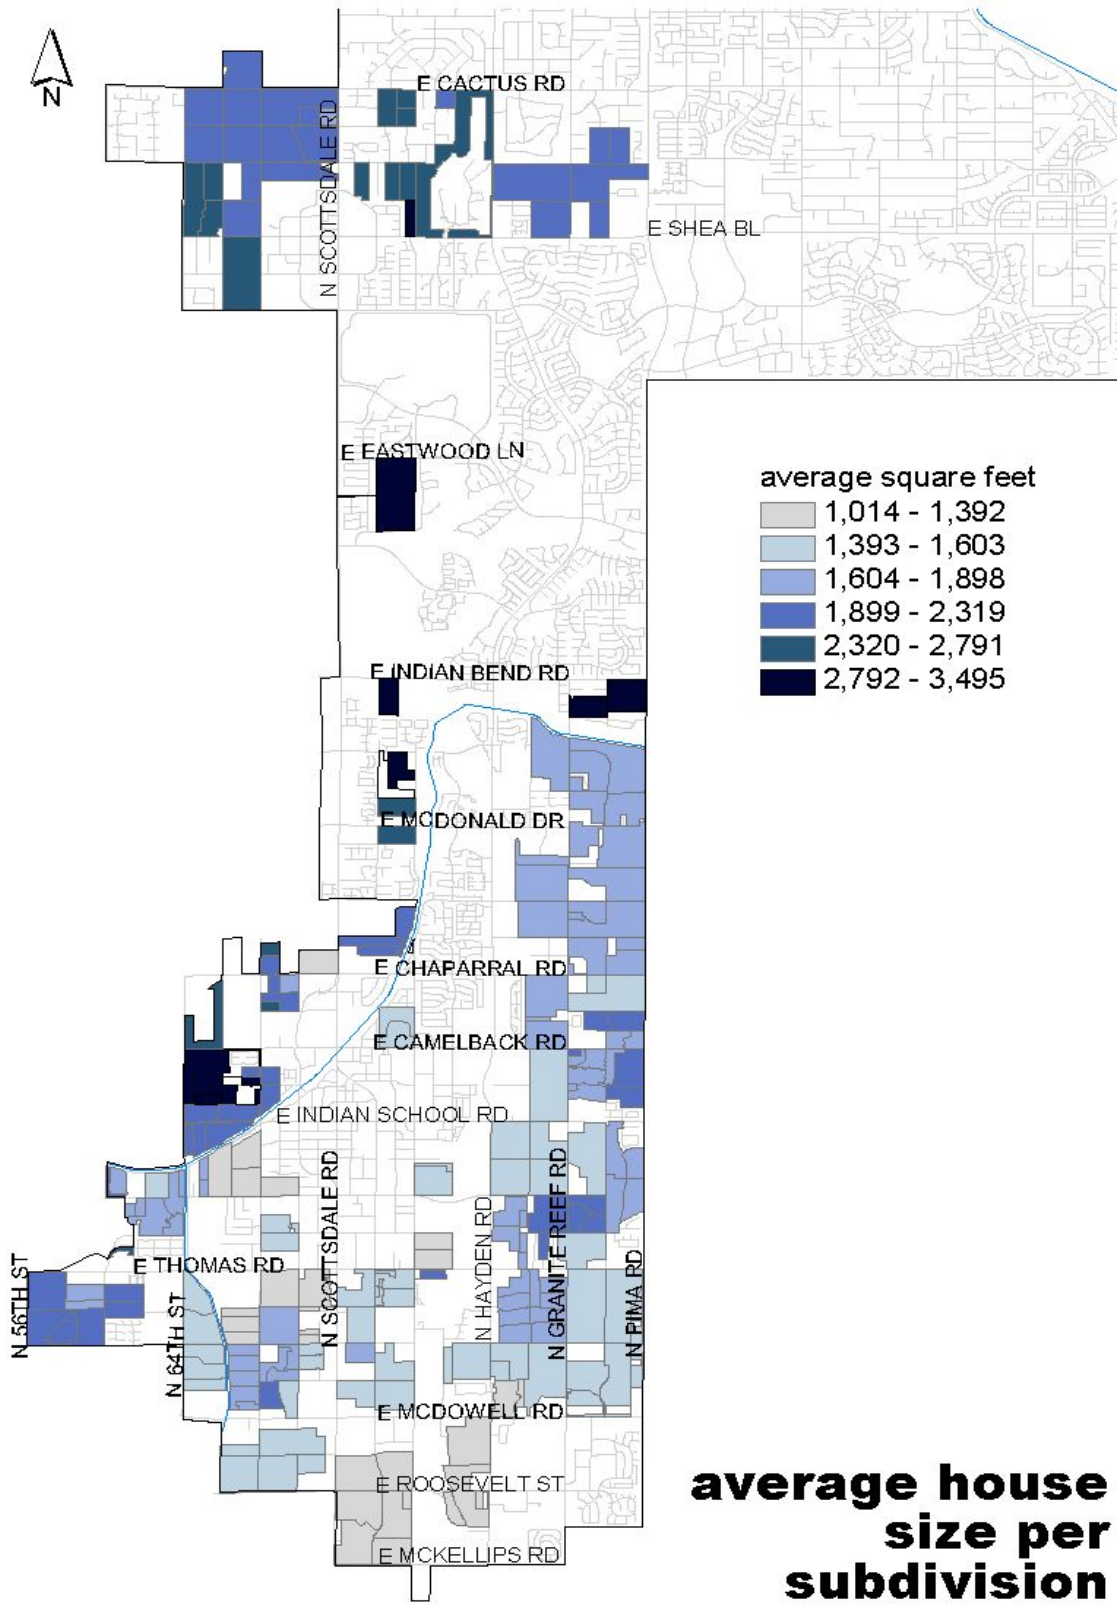 N
E CACTUS RD
N SCOTTSDALE RD
E SHEA BL
E EASTWOOD LN
average square feet
1,014 - 1,392
1,393 - 1,603
1,604 - 1,898
1,899 - 2,319
2,320 - 2,791
2,792 - 3,495
E INDIAN BEND RD
E MCDONALD DR
E CHAPARRAL RD
E CAMELBACK RD
E INDIAN SCHOOL RD
N SCOTTSDALE RD
N HAYDEN RD
N GRANITE REEF RD
N PIMA RD
E THOMAS RD
N 56TH ST
N 64TH ST
E MCDOWELL RD
E ROOSEVELT ST
E MCKELLIPS RD
average house
size per
subdivision